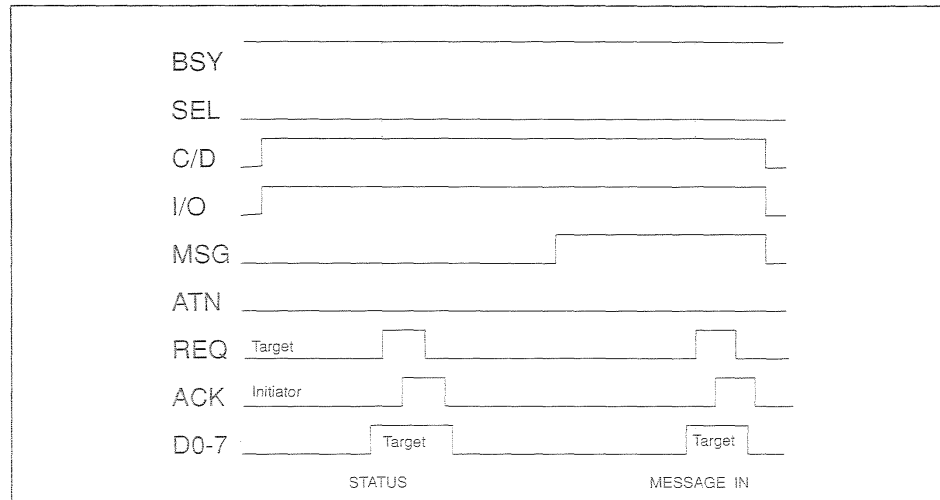 BSY
SEL
C/D
I/O
MSG
ATN
REQ Target
ACK Initiator
D0-7 Target Target
STATUS MESSAGE IN